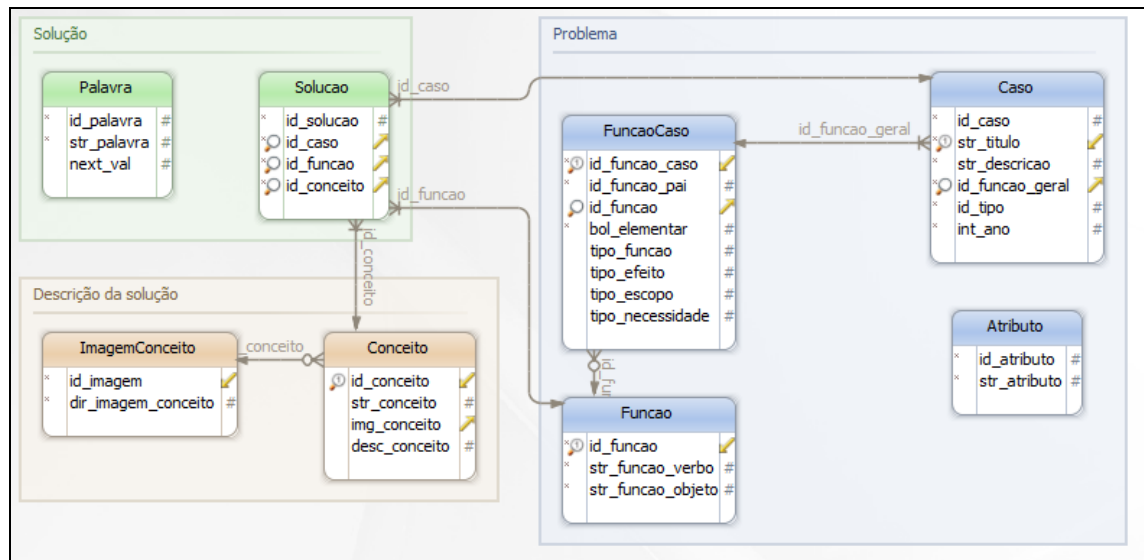 Solução
Palavra
id_palavra #
str_palavra #
next_val #
Solucao
id_solucao #
id_caso
id_funcao
id_conceito
id_caso
id_funcao
id_conceito
Descrição da solução
ImagemConceito
id_imagem
dir_imagem_conceito #
_conceito
Conceito
id_conceito
str_conceito #
img_conceito
desc_conceito #
Problema
FuncaoCaso
id_funcao_caso
id_funcao_pai #
id_funcao
bol_elementar #
tipo_funcao #
tipo_efeito #
tipo_escopo #
tipo_necessidade #
id_funcao_geral
Caso
id_caso #
str_titulo
str_descricao #
id_funcao_geral
id_tipo #
int_ano #
id_fu
Funcao
id_funcao
str_funcao_verbo #
str_funcao_objeto #
Atributo
id_atributo #
str_atributo #